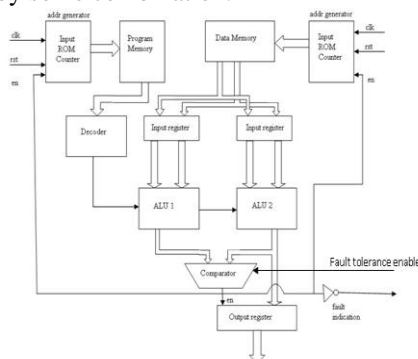 addr generator
clk
rst
en
Input
ROM
Counter
Program
Memory
Data Memory
addr generator
Input
ROM
Counter
clk
rst
en
Decoder
Input register
Input register
ALU 1
ALU 2
Fault tolerance enable
Comparator
en
fault
indication
Output register